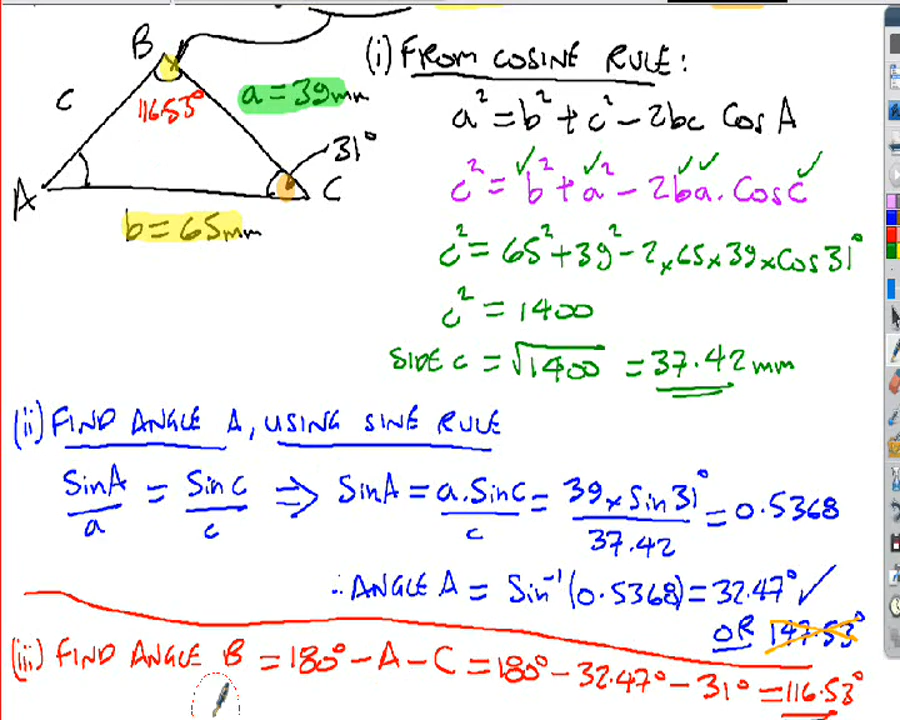 B
c
116.53°
a = 39mm
31°
A
C
b = 65mm
(i) FROM COSINE RULE:
a² = b² + c² - 2bc Cos A
c² = b² + a² - 2ba. Cos C
c² = 65² + 39² - 2 × 65 × 39 × Cos 31°
c² = 1400
SIDE C = √1400 = 37.42 mm
(ii) FIND ANGLE A, USING SINE RULE
SinA/a = SinC/c ⇒ SinA = a.SinC/c = 39 × Sin 31°/37.42 = 0.5368
∴ ANGLE A = Sin⁻¹(0.5368) = 32.47° ✓
OR 147.53°
(iii) FIND ANGLE B = 180° - A - C = 180° - 32.47° - 31° = 116.53°